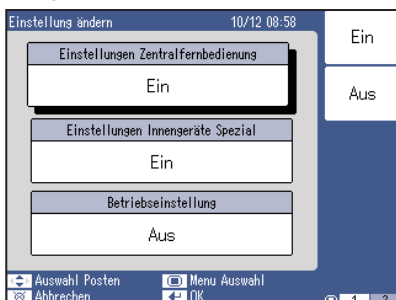 Einstellung ändern 10/12 08:58
Ein
Aus
Einstellungen Zentralfernbedienung
Ein
Einstellungen Innengeräte Spezial
Ein
Betriebseinstellung
Aus
Auswahl Posten Menu Auswahl
Abbrechen OK
1 2